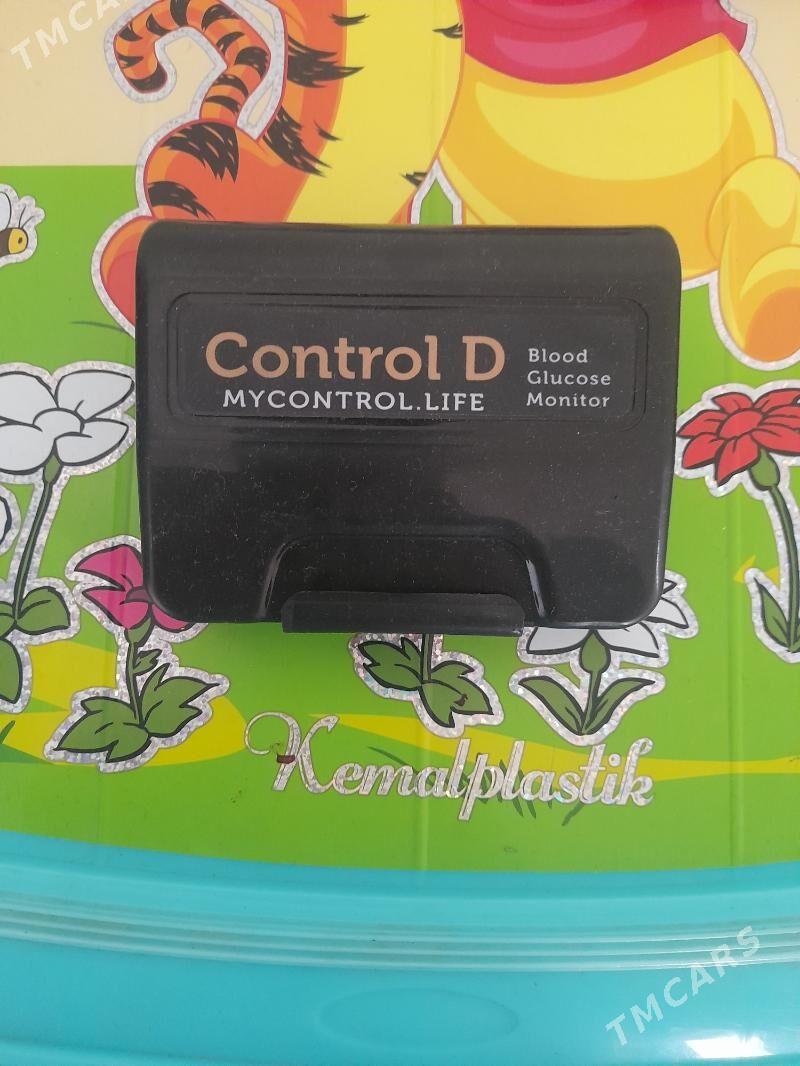 TMCARS
Control D
MYCONTROL.LIFE
Blood
Glucose
Monitor
Kemalplastik
TMCARS